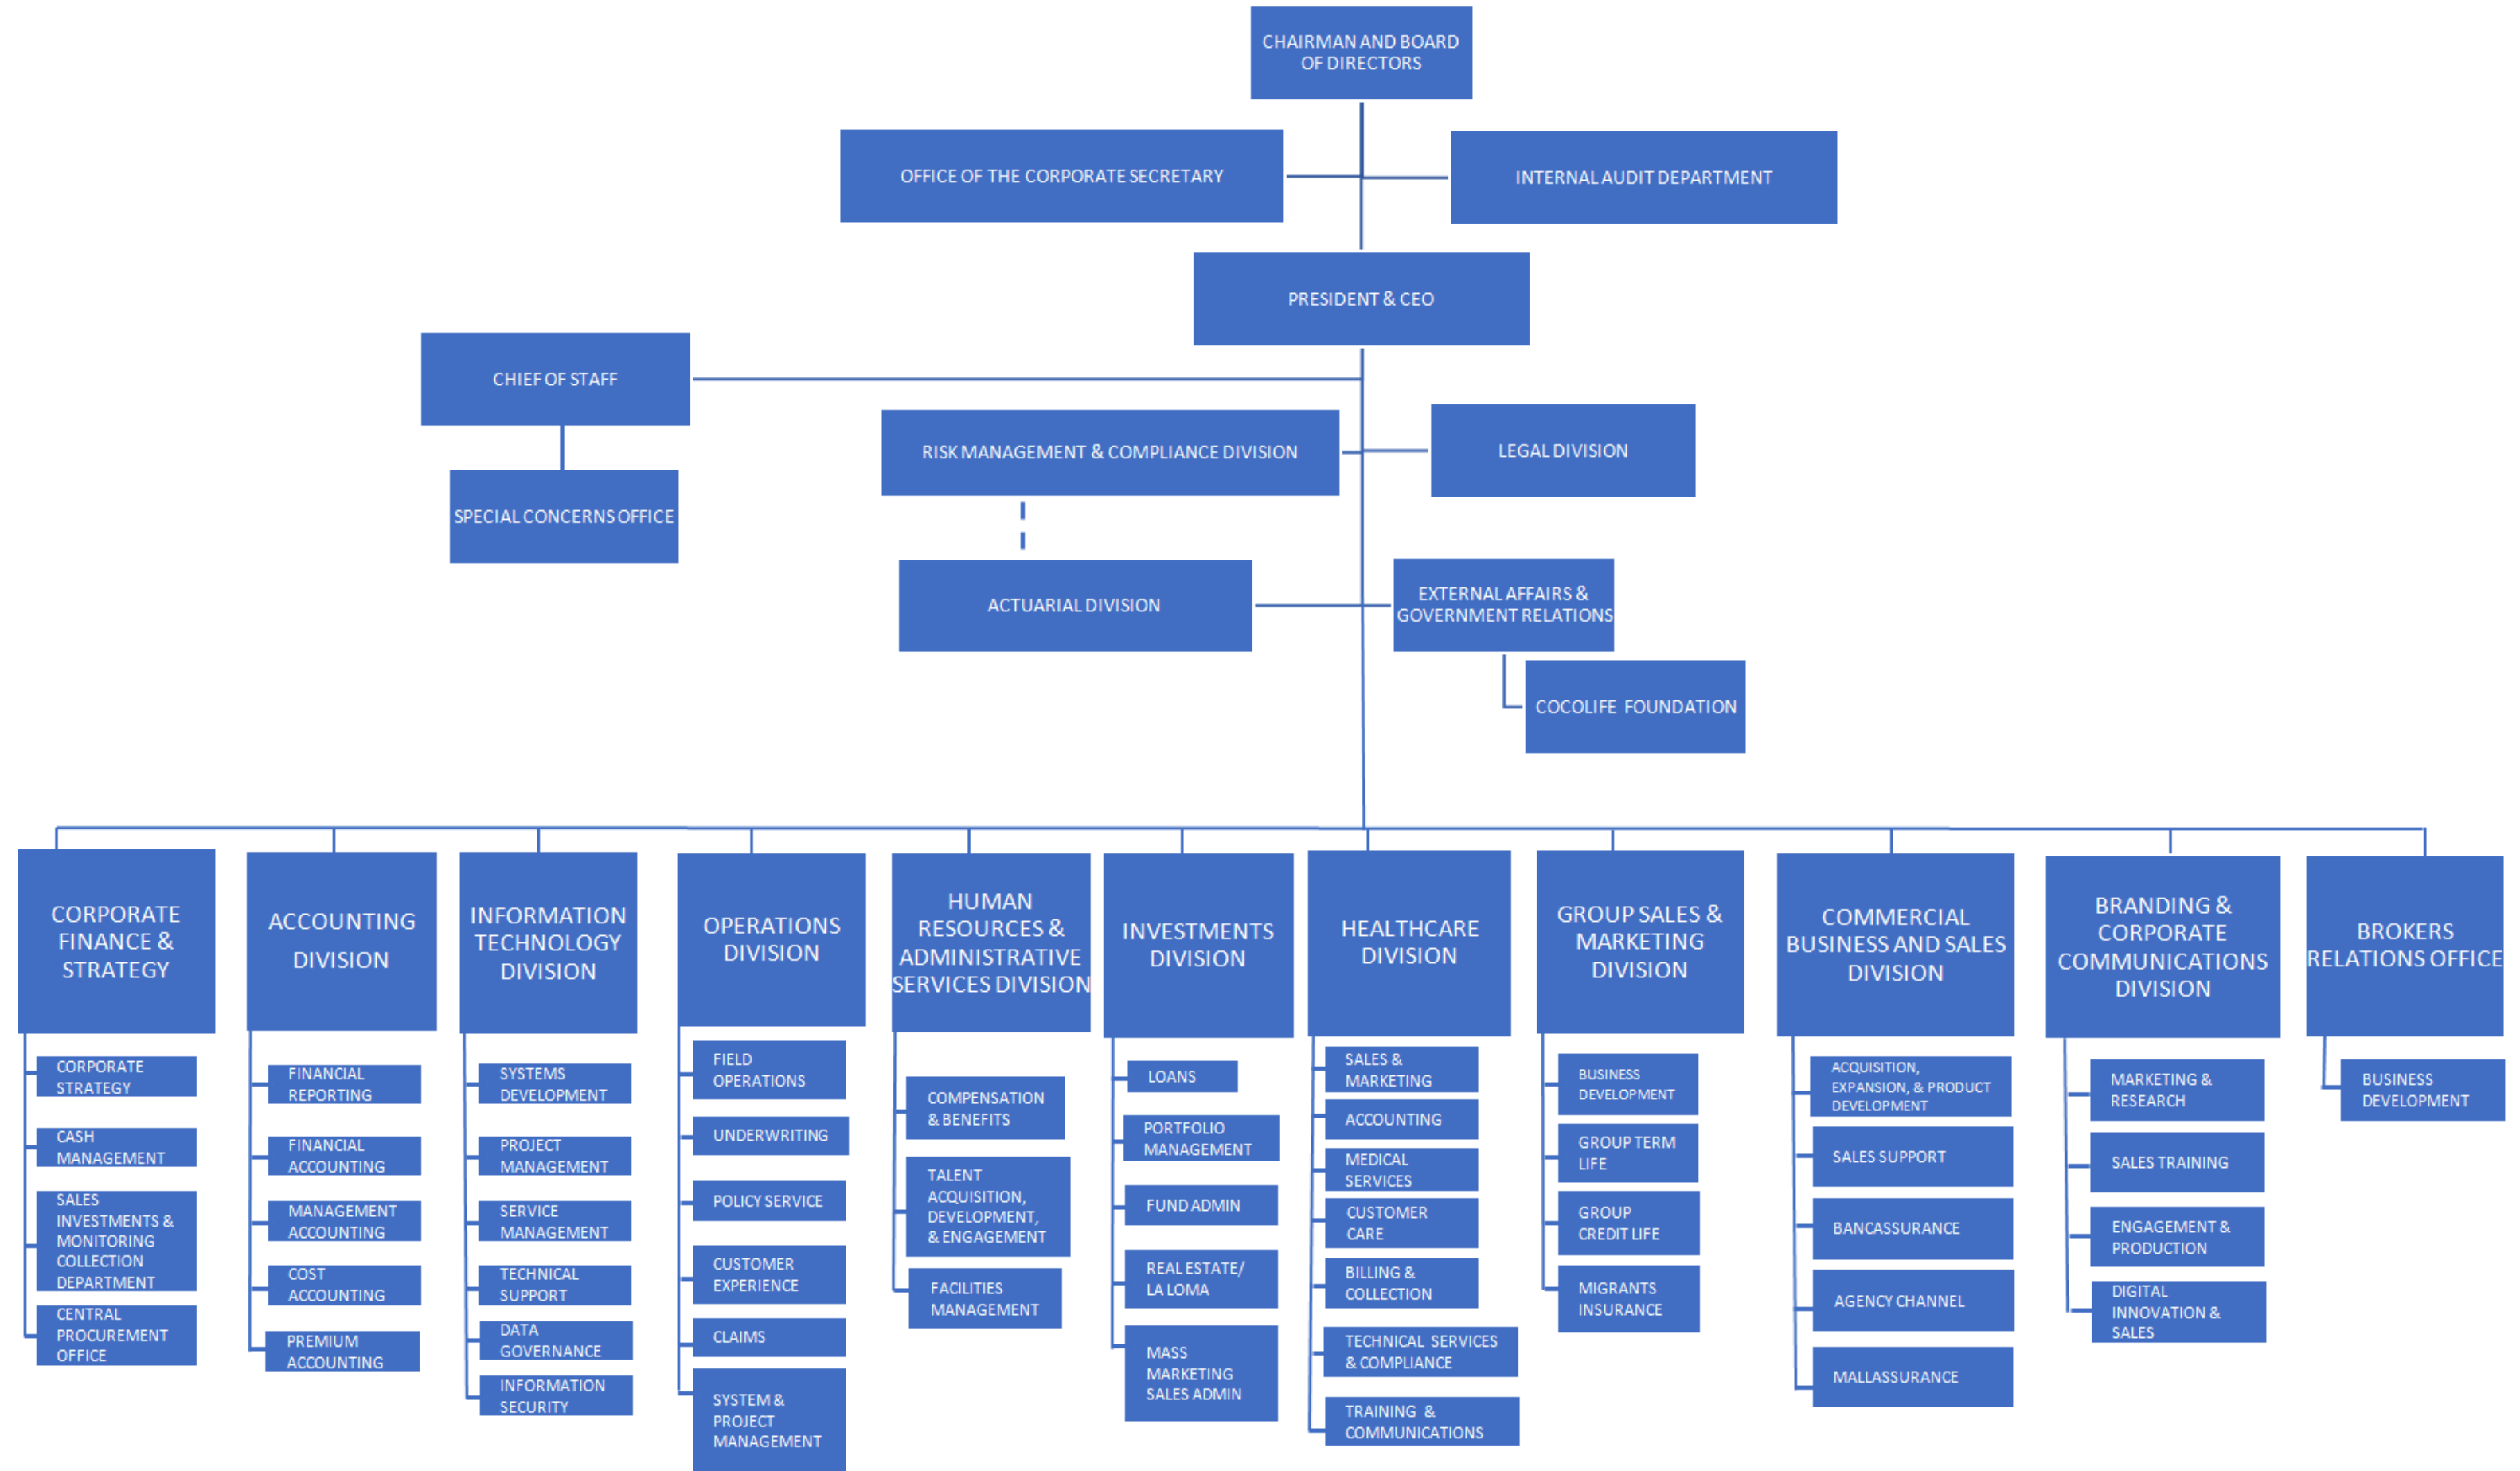 CHAIRMAN AND BOARD
OF DIRECTORS
OFFICE OF THE CORPORATE SECRETARY
INTERNAL AUDIT DEPARTMENT
PRESIDENT & CEO
CHIEF OF STAFF
RISK MANAGEMENT & COMPLIANCE DIVISION
LEGAL DIVISION
SPECIAL CONCERNS OFFICE
ACTUARIAL DIVISION
EXTERNAL AFFAIRS &
GOVERNMENT RELATIONS
COCOLIFE FOUNDATION
CORPORATE
FINANCE &
STRATEGY
CORPORATE
STRATEGY
CASH
MANAGEMENT
SALES
INVESTMENTS &
MONITORING
COLLECTION
DEPARTMENT
CENTRAL
PROCUREMENT
OFFICE
ACCOUNTING
DIVISION
FINANCIAL
REPORTING
FINANCIAL
ACCOUNTING
MANAGEMENT
ACCOUNTING
COST
ACCOUNTING
PREMIUM
ACCOUNTING
INFORMATION
TECHNOLOGY
DIVISION
SYSTEMS
DEVELOPMENT
PROJECT
MANAGEMENT
SERVICE
MANAGEMENT
TECHNICAL
SUPPORT
DATA
GOVERNANCE
INFORMATION
SECURITY
OPERATIONS
DIVISION
FIELD
OPERATIONS
UNDERWRITING
POLICY SERVICE
CUSTOMER
EXPERIENCE
CLAIMS
SYSTEM &
PROJECT
MANAGEMENT
HUMAN
RESOURCES &
ADMINISTRATIVE
SERVICES DIVISION
COMPENSATION
& BENEFITS
TALENT
ACQUISITION,
DEVELOPMENT,
& ENGAGEMENT
FACILITIES
MANAGEMENT
INVESTMENTS
DIVISION
LOANS
PORTFOLIO
MANAGEMENT
FUND ADMIN
REAL ESTATE/
LA LOMA
MASS
MARKETING
SALES ADMIN
HEALTHCARE
DIVISION
SALES &
MARKETING
ACCOUNTING
MEDICAL
SERVICES
CUSTOMER
CARE
BILLING &
COLLECTION
TECHNICAL SERVICES
& COMPLIANCE
TRAINING &
COMMUNICATIONS
GROUP SALES &
MARKETING
DIVISION
BUSINESS
DEVELOPMENT
GROUP TERM
LIFE
GROUP
CREDIT LIFE
MIGRANTS
INSURANCE
COMMERCIAL
BUSINESS AND SALES
DIVISION
ACQUISITION,
EXPANSION, & PRODUCT
DEVELOPMENT
SALES SUPPORT
BANCASSURANCE
AGENCY CHANNEL
MALLASSURANCE
BRANDING &
CORPORATE
COMMUNICATIONS
DIVISION
MARKETING &
RESEARCH
SALES TRAINING
ENGAGEMENT &
PRODUCTION
DIGITAL
INNOVATION &
SALES
BROKERS
RELATIONS OFFICE
BUSINESS
DEVELOPMENT